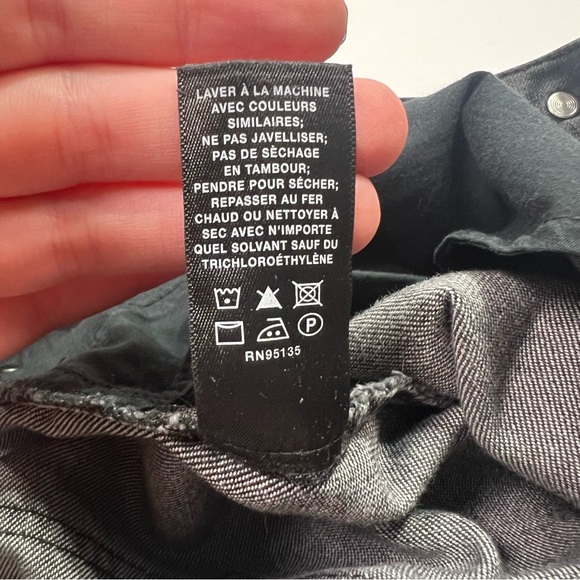 LAVER À LA MACHINE
AVEC COULEURS
SIMILAIRES;
NE PAS JAVELLISER;
PAS DE SÈCHAGE
EN TAMBOUR;
PENDRE POUR SÉCHER;
REPASSER AU FER
CHAUD OU NETTOYER À
SEC AVEC N'IMPORTE
QUEL SOLVANT SAUF DU
TRICHLOROÉTHYLÈNE
P
RN95135